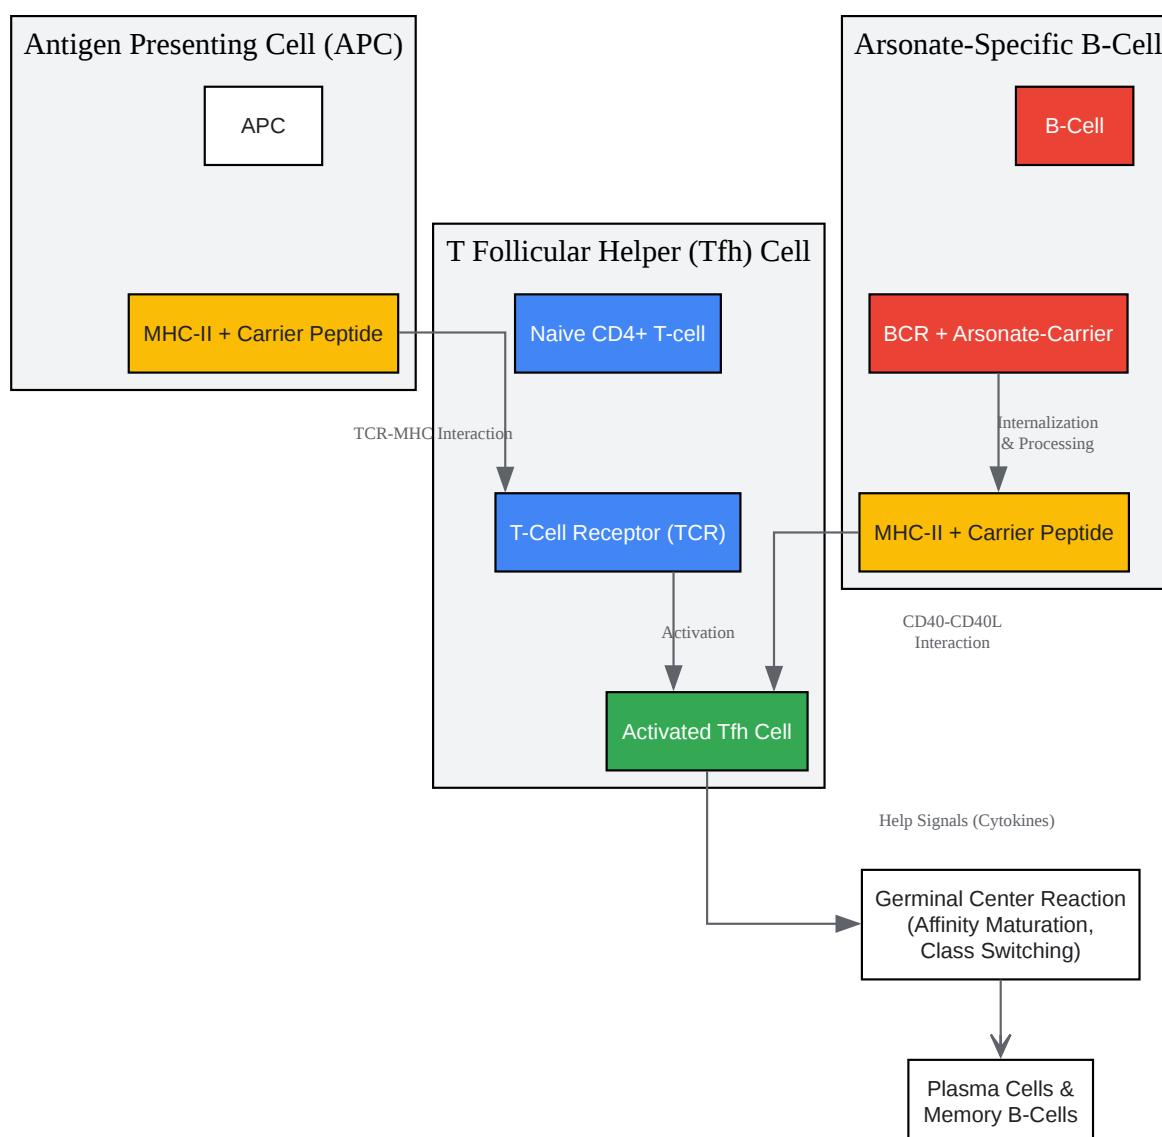 Antigen Presenting Cell (APC)
APC
MHC-II + Carrier Peptide
Arsonate-Specific B-Cell
B-Cell
BCR + Arsonate-Carrier
Internalization
& Processing
MHC-II + Carrier Peptide
T Follicular Helper (Tfh) Cell
Naive CD4+ T-cell
TCR-MHC Interaction
T-Cell Receptor (TCR)
Activation
CD40-CD40L
Interaction
Activated Tfh Cell
Help Signals (Cytokines)
Germinal Center Reaction
(Affinity Maturation,
Class Switching)
Plasma Cells &
Memory B-Cells